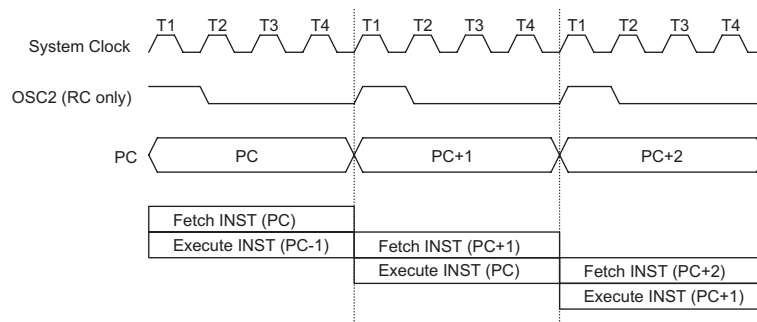 T1 T2 T3 T4 T1 T2 T3 T4 T1 T2 T3 T4
System Clock
OSC2 (RC only)
PC PC PC+1 PC+2
Fetch INST (PC)
Execute INST (PC-1) Fetch INST (PC+1)
Execute INST (PC) Fetch INST (PC+2)
Execute INST (PC+1)